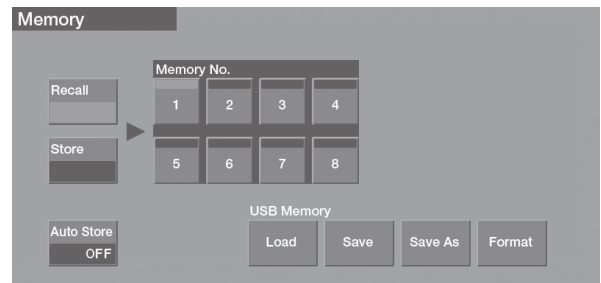 Memory
Memory No.
Recall
1 2 3 4
Store
5 6 7 8
USB Memory
Auto Store
OFF
Load Save Save As Format